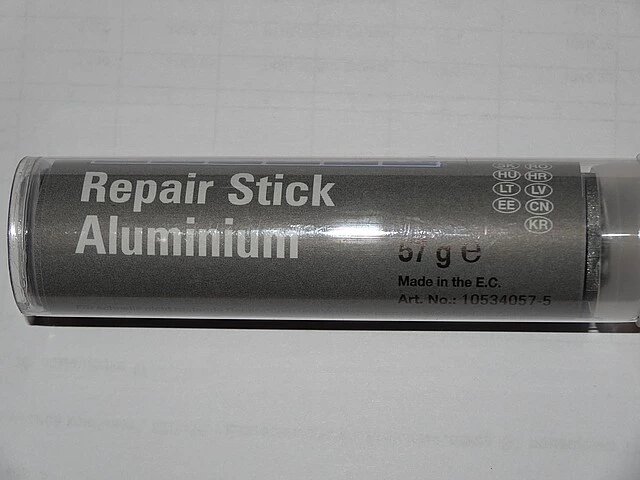 Repair Stick
Aluminium
HU HR
LT LV
EE CN
KR
57 g e
Made in the E.C.
Art. No.: 10534057-5